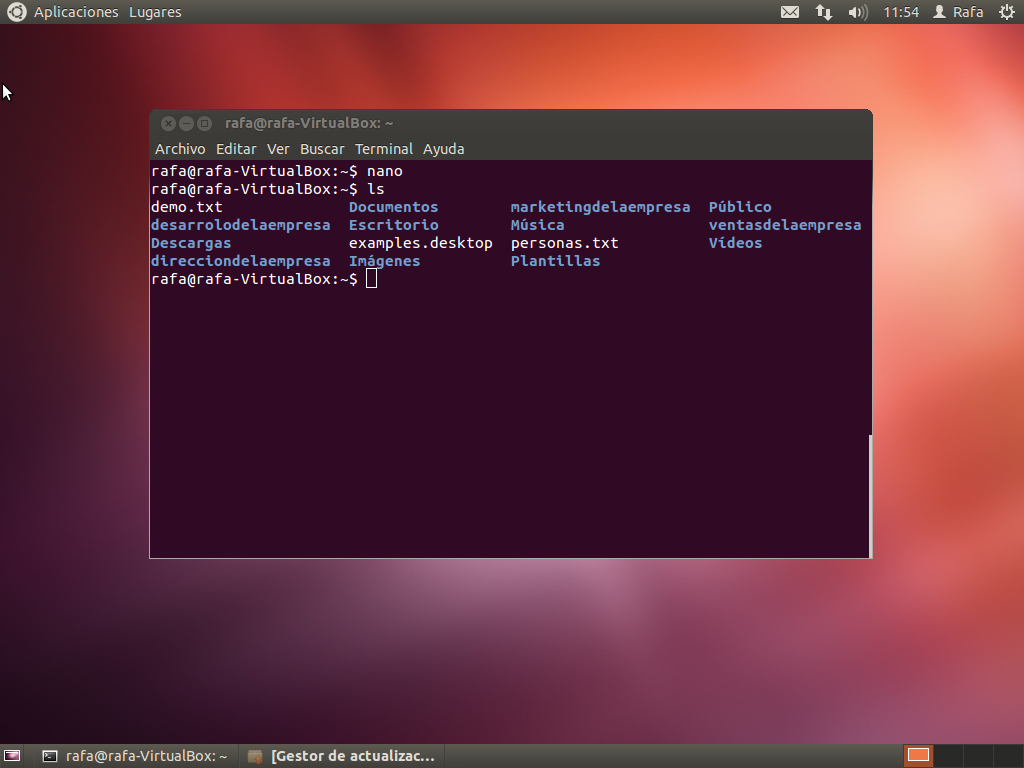 Aplicaciones Lugares 11:54 Rafa
rafa@rafa-VirtualBox: ~
Archivo Editar Ver Buscar Terminal Ayuda
rafa@rafa-VirtualBox:~$ nano
rafa@rafa-VirtualBox:~$ ls
demo.txt Documentos marketingdelaempresa Público
desarrolodelaempresa Escritorio Música ventasdelaempresa
Descargas examples.desktop personas.txt Vídeos
direcciondelaempresa Imágenes Plantillas
rafa@rafa-VirtualBox:~$
rafa@rafa-VirtualBox: ~ [Gestor de actualizac...